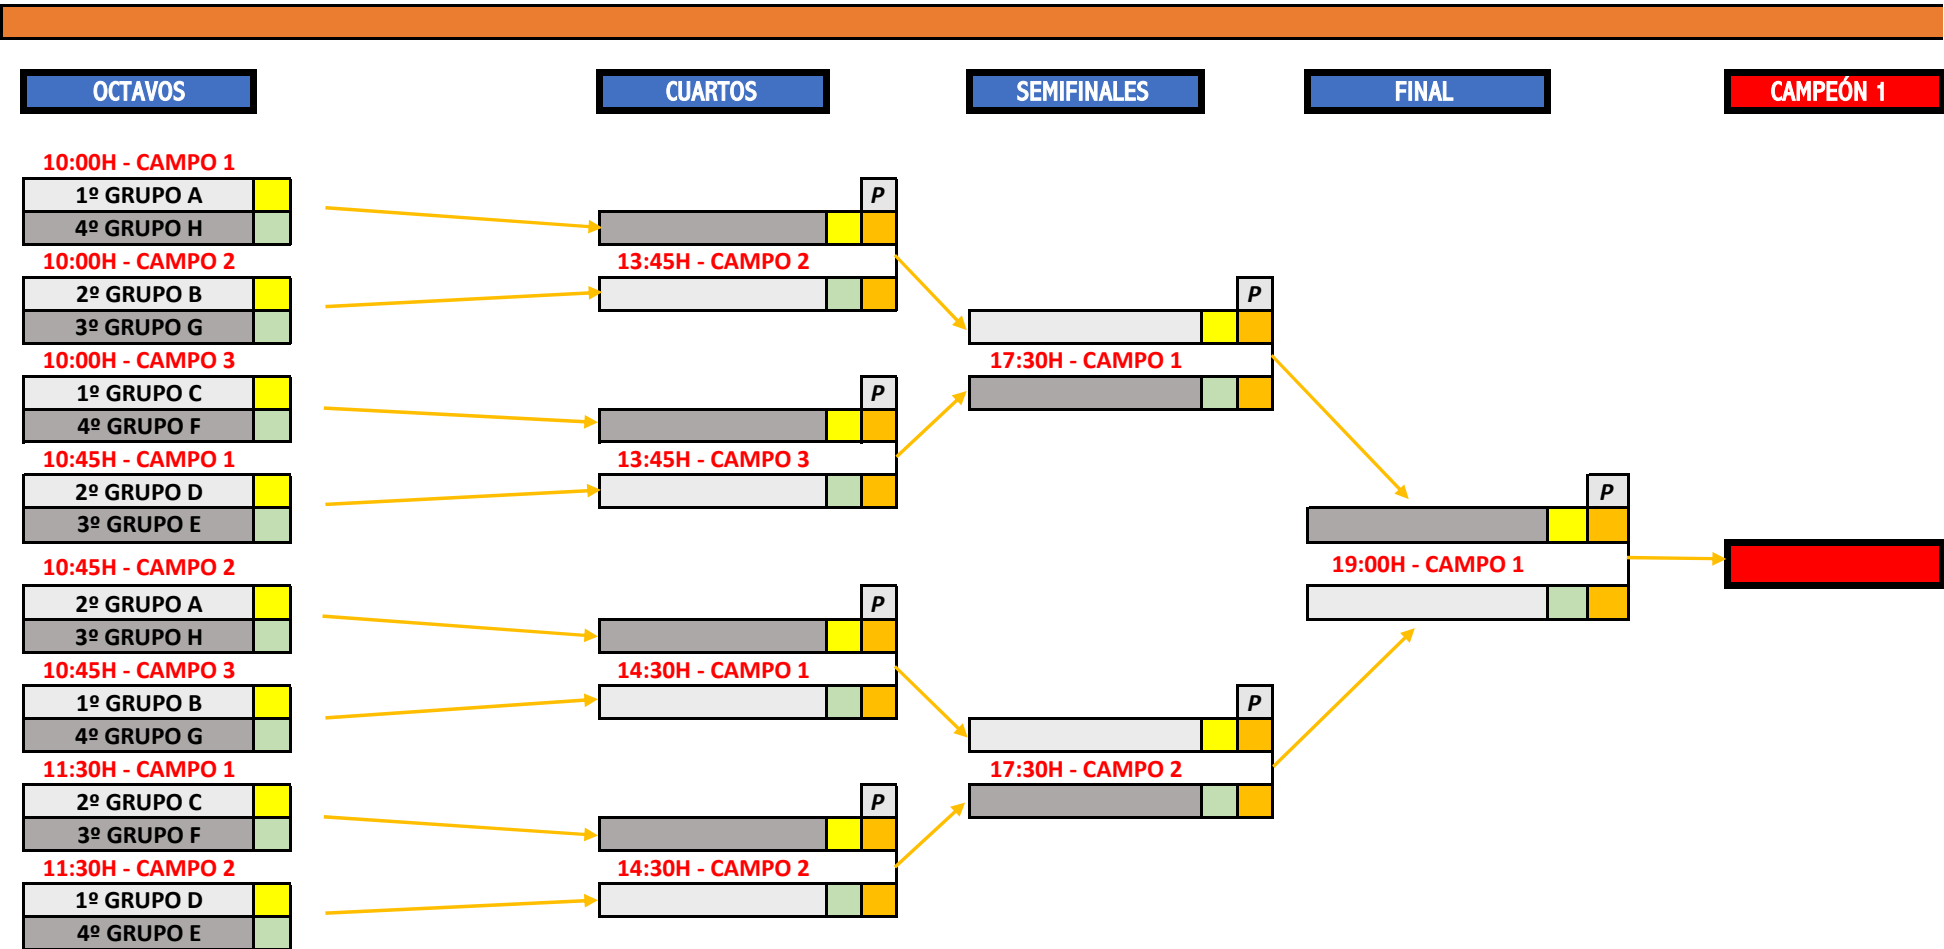 OCTAVOS
CUARTOS
SEMIFINALES
FINAL
CAMPEÓN 1
10:00H - CAMPO 1
1º GRUPO A
4º GRUPO H
10:00H - CAMPO 2
2º GRUPO B
3º GRUPO G
10:00H - CAMPO 3
1º GRUPO C
4º GRUPO F
10:45H - CAMPO 1
2º GRUPO D
3º GRUPO E
10:45H - CAMPO 2
2º GRUPO A
3º GRUPO H
10:45H - CAMPO 3
1º GRUPO B
4º GRUPO G
11:30H - CAMPO 1
2º GRUPO C
3º GRUPO F
11:30H - CAMPO 2
1º GRUPO D
4º GRUPO E
P
13:45H - CAMPO 2
P
13:45H - CAMPO 3
P
14:30H - CAMPO 1
P
14:30H - CAMPO 2
P
17:30H - CAMPO 1
P
17:30H - CAMPO 2
P
19:00H - CAMPO 1